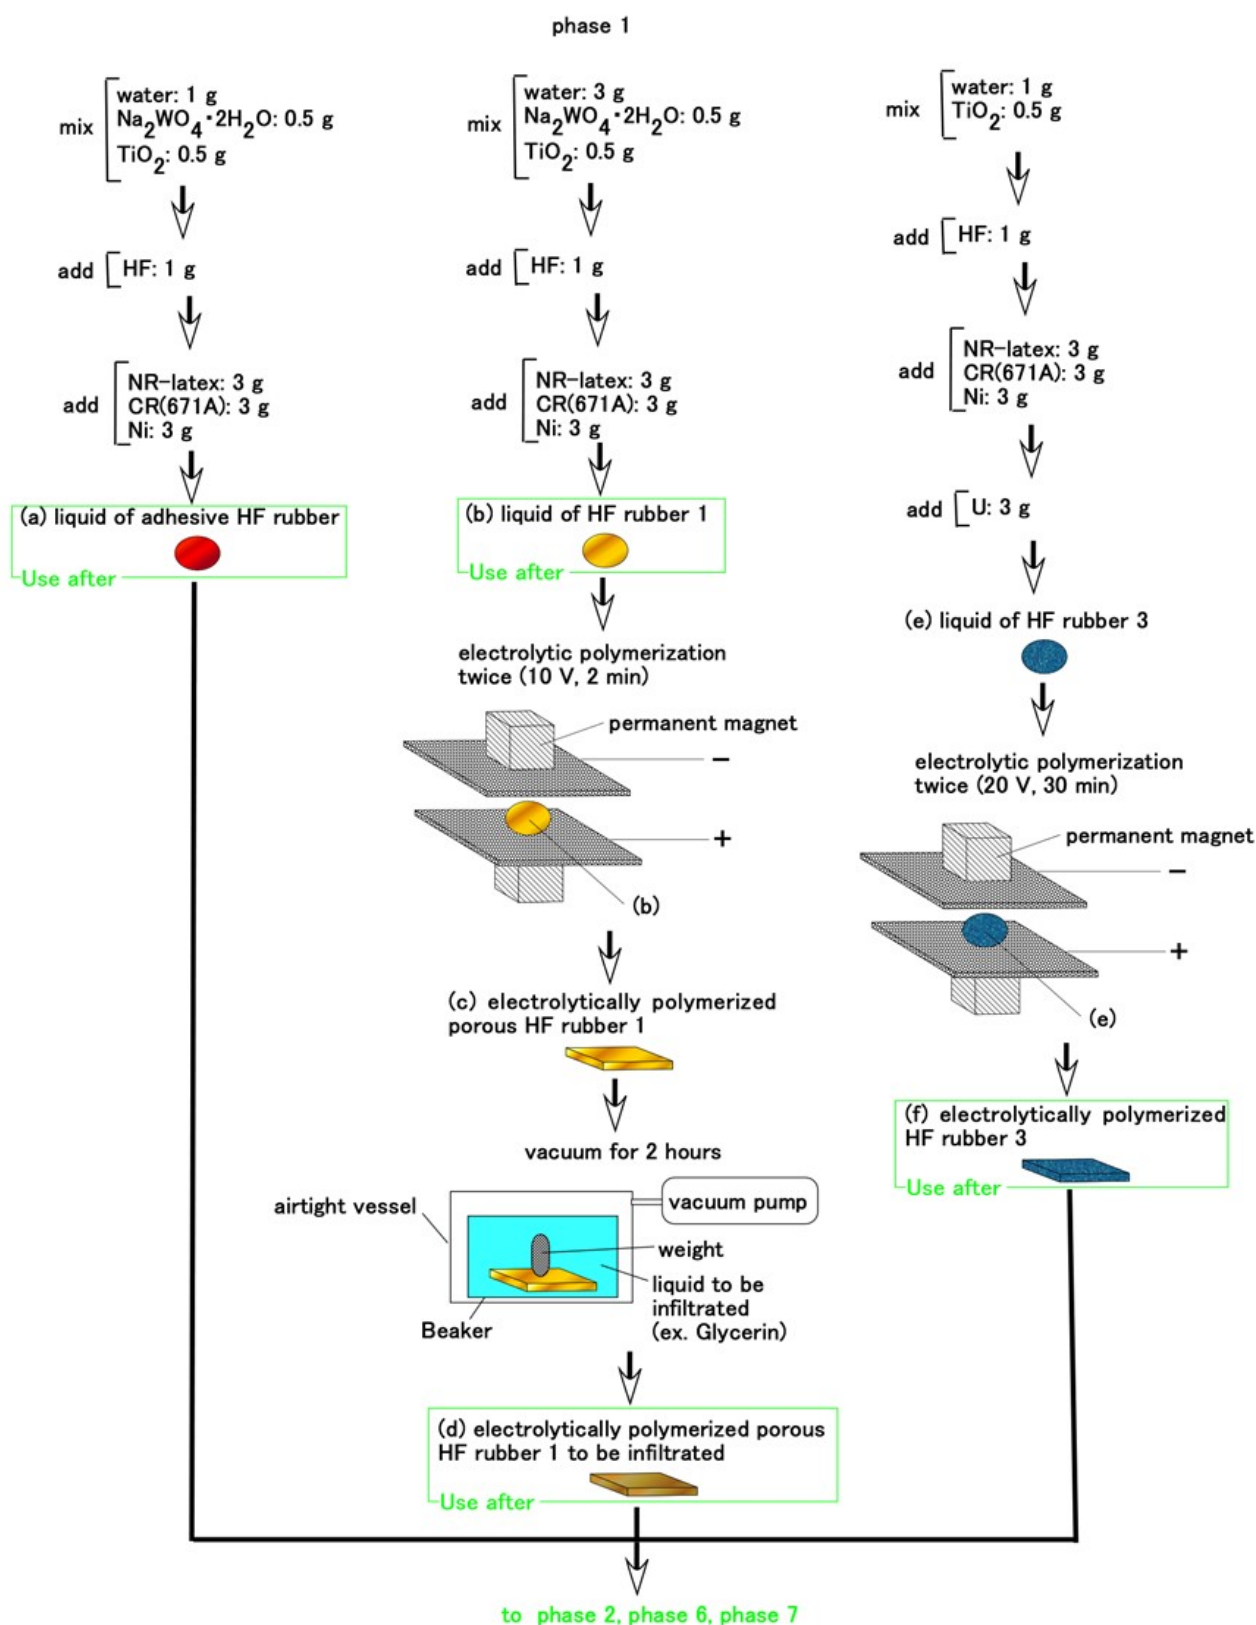 phase 1
mix
water: 1 g
Na2WO4・2H2O: 0.5 g
TiO2: 0.5 g
add
HF: 1 g
add
NR-latex: 3 g
CR(671A): 3 g
Ni: 3 g
(a) liquid of adhesive HF rubber
Use after
mix
water: 3 g
Na2WO4・2H2O: 0.5 g
TiO2: 0.5 g
add
HF: 1 g
add
NR-latex: 3 g
CR(671A): 3 g
Ni: 3 g
(b) liquid of HF rubber 1
Use after
electrolytic polymerization
twice (10 V, 2 min)
permanent magnet
−
+
(b)
(c) electrolytically polymerized
porous HF rubber 1
vacuum for 2 hours
airtight vessel
vacuum pump
weight
liquid to be
infiltrated
(ex. Glycerin)
Beaker
(d) electrolytically polymerized porous
HF rubber 1 to be infiltrated
Use after
mix
water: 1 g
TiO2: 0.5 g
add
HF: 1 g
add
NR-latex: 3 g
CR(671A): 3 g
Ni: 3 g
add
U: 3 g
(e) liquid of HF rubber 3
electrolytic polymerization
twice (20 V, 30 min)
permanent magnet
−
+
(e)
(f) electrolytically polymerized
HF rubber 3
Use after
to phase 2, phase 6, phase 7